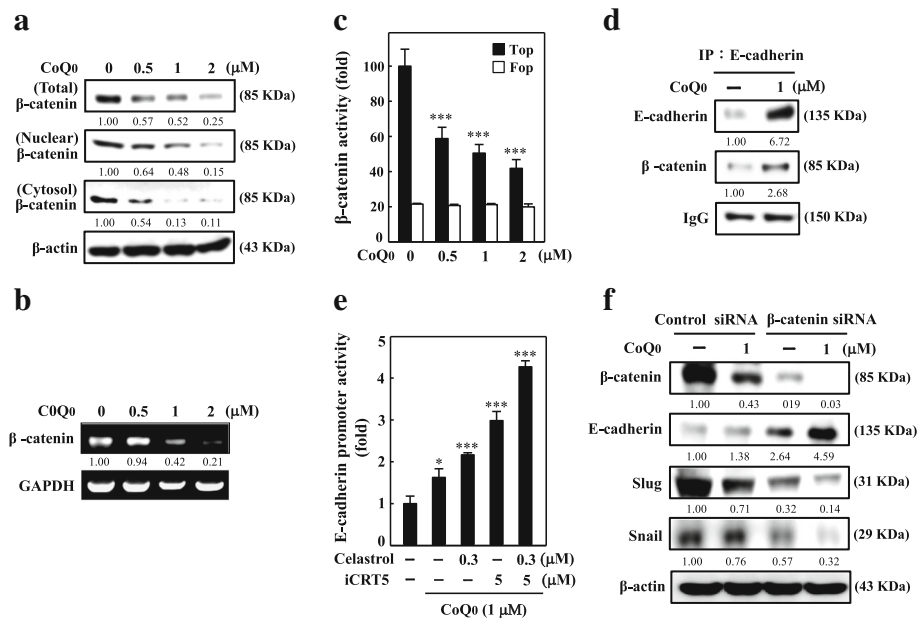 a
CoQ0 0 0.5 1 2 (μM)
(Total)
β-catenin (85 KDa)
1.00 0.57 0.52 0.25
(Nuclear)
β-catenin (85 KDa)
1.00 0.64 0.48 0.15
(Cytosol)
β-catenin (85 KDa)
1.00 0.54 0.13 0.11
β-actin (43 KDa)
b
C0Q0 0 0.5 1 2 (μM)
β-catenin
1.00 0.94 0.42 0.21
GAPDH
c
β-catenin activity (fold)
100
80
60
40
20
0
Top
Fop
*** *** ***
CoQ0 0 0.5 1 2 (μM)
d
IP : E-cadherin
CoQ0 – 1 (μM)
E-cadherin (135 KDa)
1.00 6.72
β-catenin (85 KDa)
1.00 2.68
IgG (150 KDa)
e
E-cadherin promoter activity
(fold)
5
4
3
2
1
0
* *** *** ***
Celastrol – – 0.3 – 0.3 (μM)
iCRT5 – – – 5 5 (μM)
CoQ0 (1 μM)
f
Control siRNA β-catenin siRNA
CoQ0 – 1 – 1 (μM)
β-catenin (85 KDa)
1.00 0.43 019 0.03
E-cadherin (135 KDa)
1.00 1.38 2.64 4.59
Slug (31 KDa)
1.00 0.71 0.32 0.14
Snail (29 KDa)
1.00 0.76 0.57 0.32
β-actin (43 KDa)